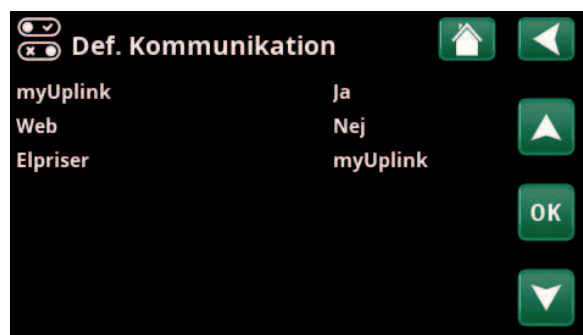 Def. Kommunikation
myUplink Ja
Web Nej
Elpriser myUplink
OK